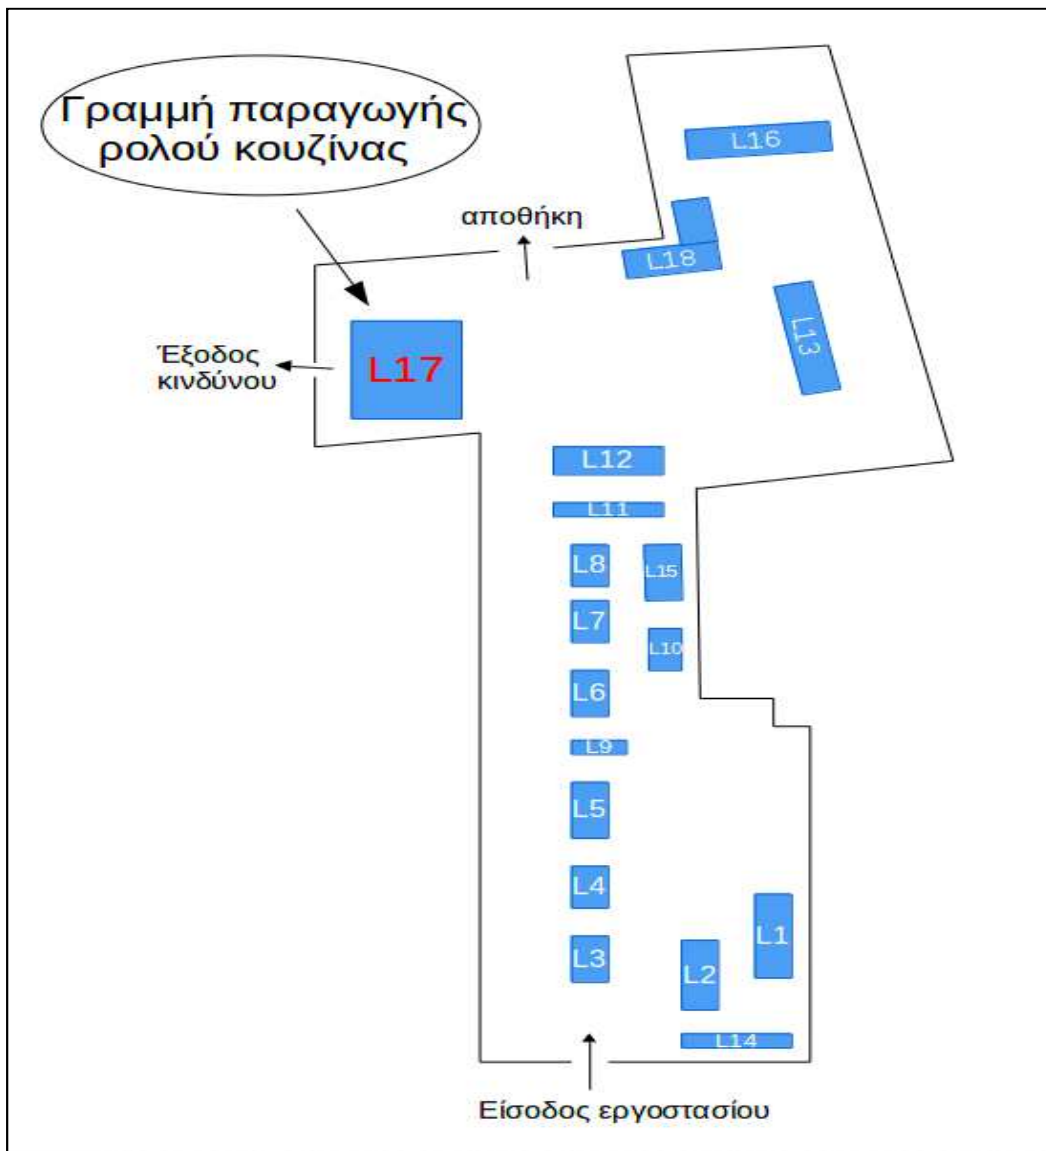 Γραμμή παραγωγής
ρολού κουζίνας
L16
αποθήκη
L18
L13
Έξοδος
κινδύνου
L17
L12
L11
L8
L15
L7
L10
L6
L9
L5
L4
L1
L3
L2
L14
Είσοδος εργοστασίου